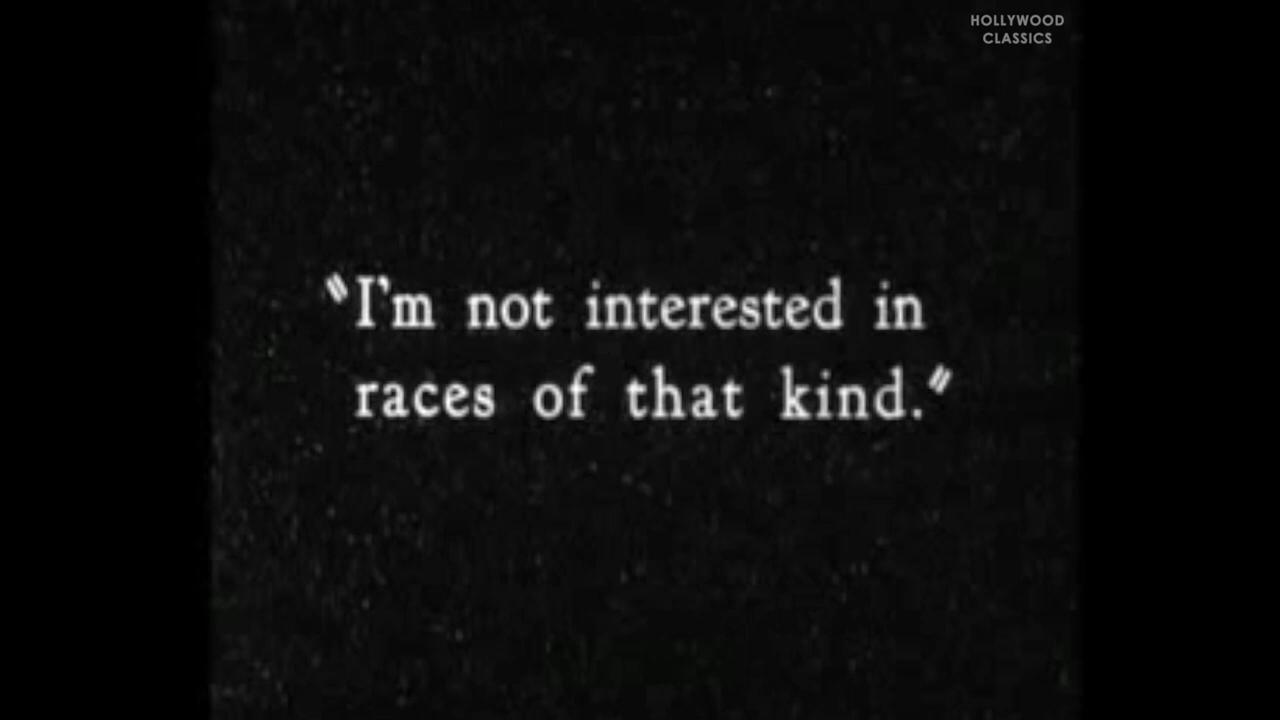 HOLLYWOOD
CLASSICS
"I'm not interested in
races of that kind."